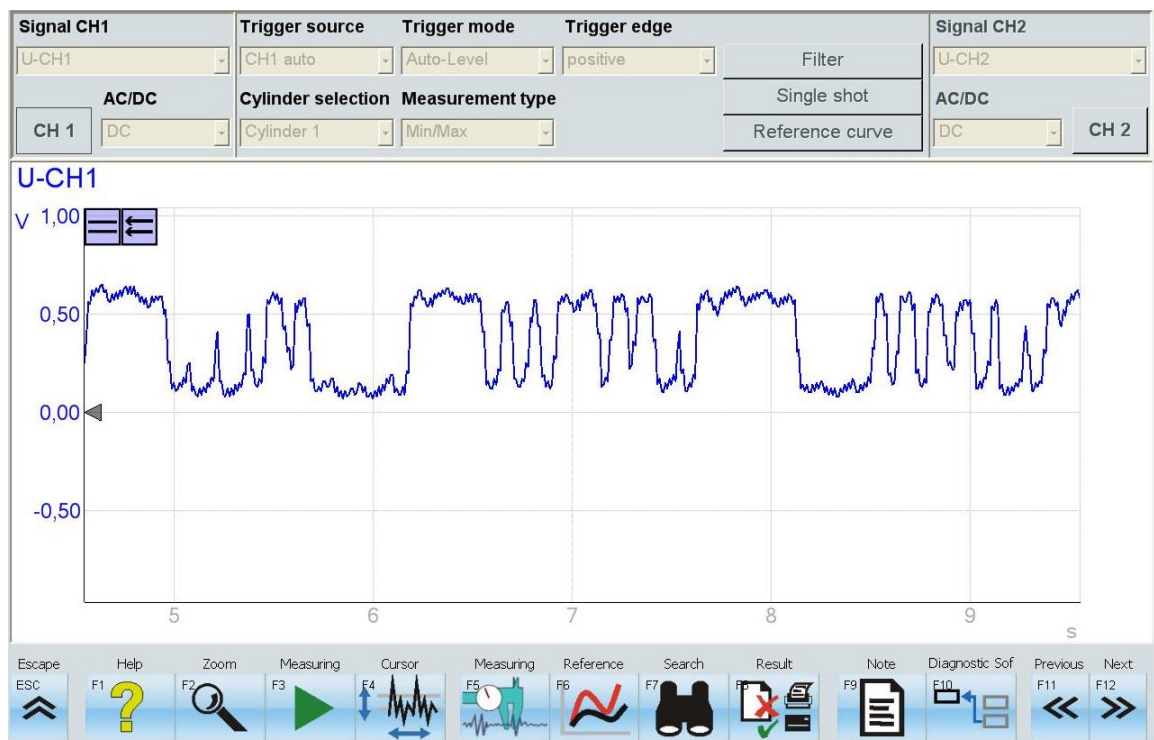 Signal CH1 Trigger source Trigger mode Trigger edge Signal CH2
U-CH1 CH1 auto Auto-Level positive Filter U-CH2
AC/DC Cylinder selection Measurement type Single shot AC/DC
CH 1 DC Cylinder 1 Min/Max Reference curve DC CH 2
U-CH1
V 1,00
0,50
0,00
-0,50
5 6 7 8 9
s
Escape Help Zoom Measuring Cursor Measuring Reference Search Result Note Diagnostic Sof Previous Next
ESC F1 F2 F3 F4 F5 F6 F7 F8 F9 F10 F11 F12